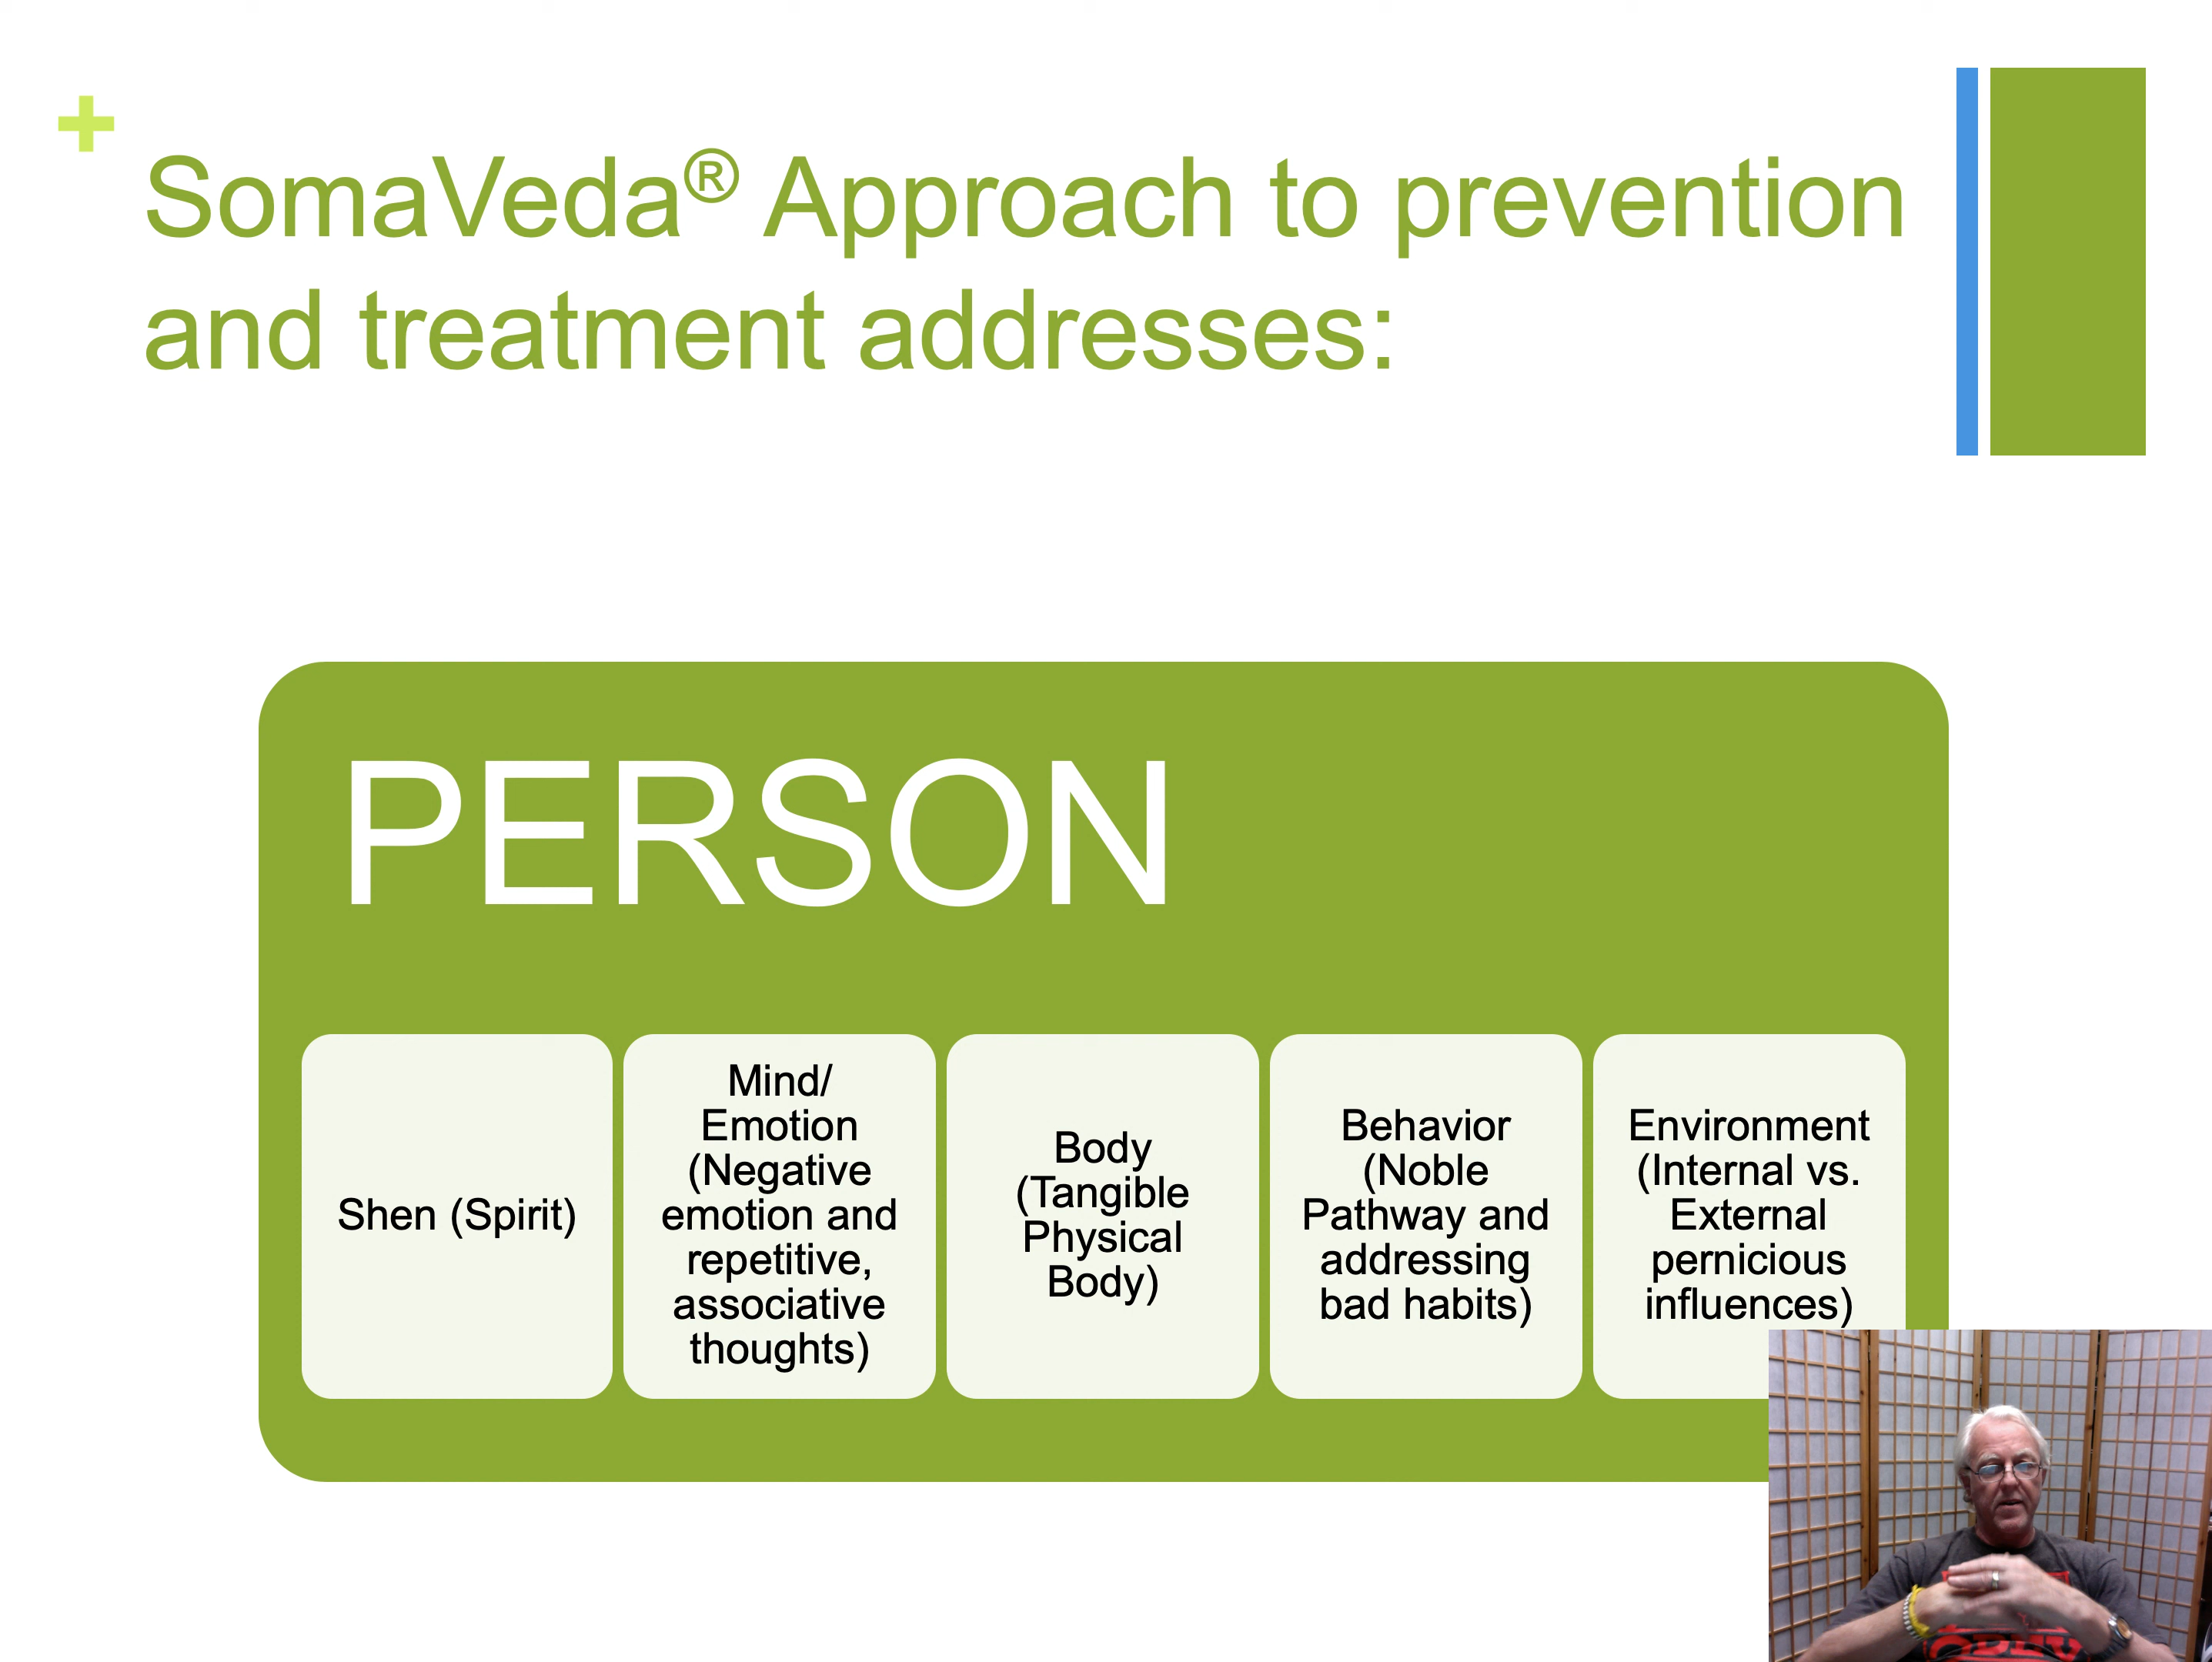 +
SomaVeda® Approach to prevention
and treatment addresses:
PERSON
Shen (Spirit)
Mind/
Emotion
(Negative
emotion and
repetitive,
associative
thoughts)
Body
(Tangible
Physical
Body)
Behavior
(Noble
Pathway and
addressing
bad habits)
Environment
(Internal vs.
External
pernicious
influences)